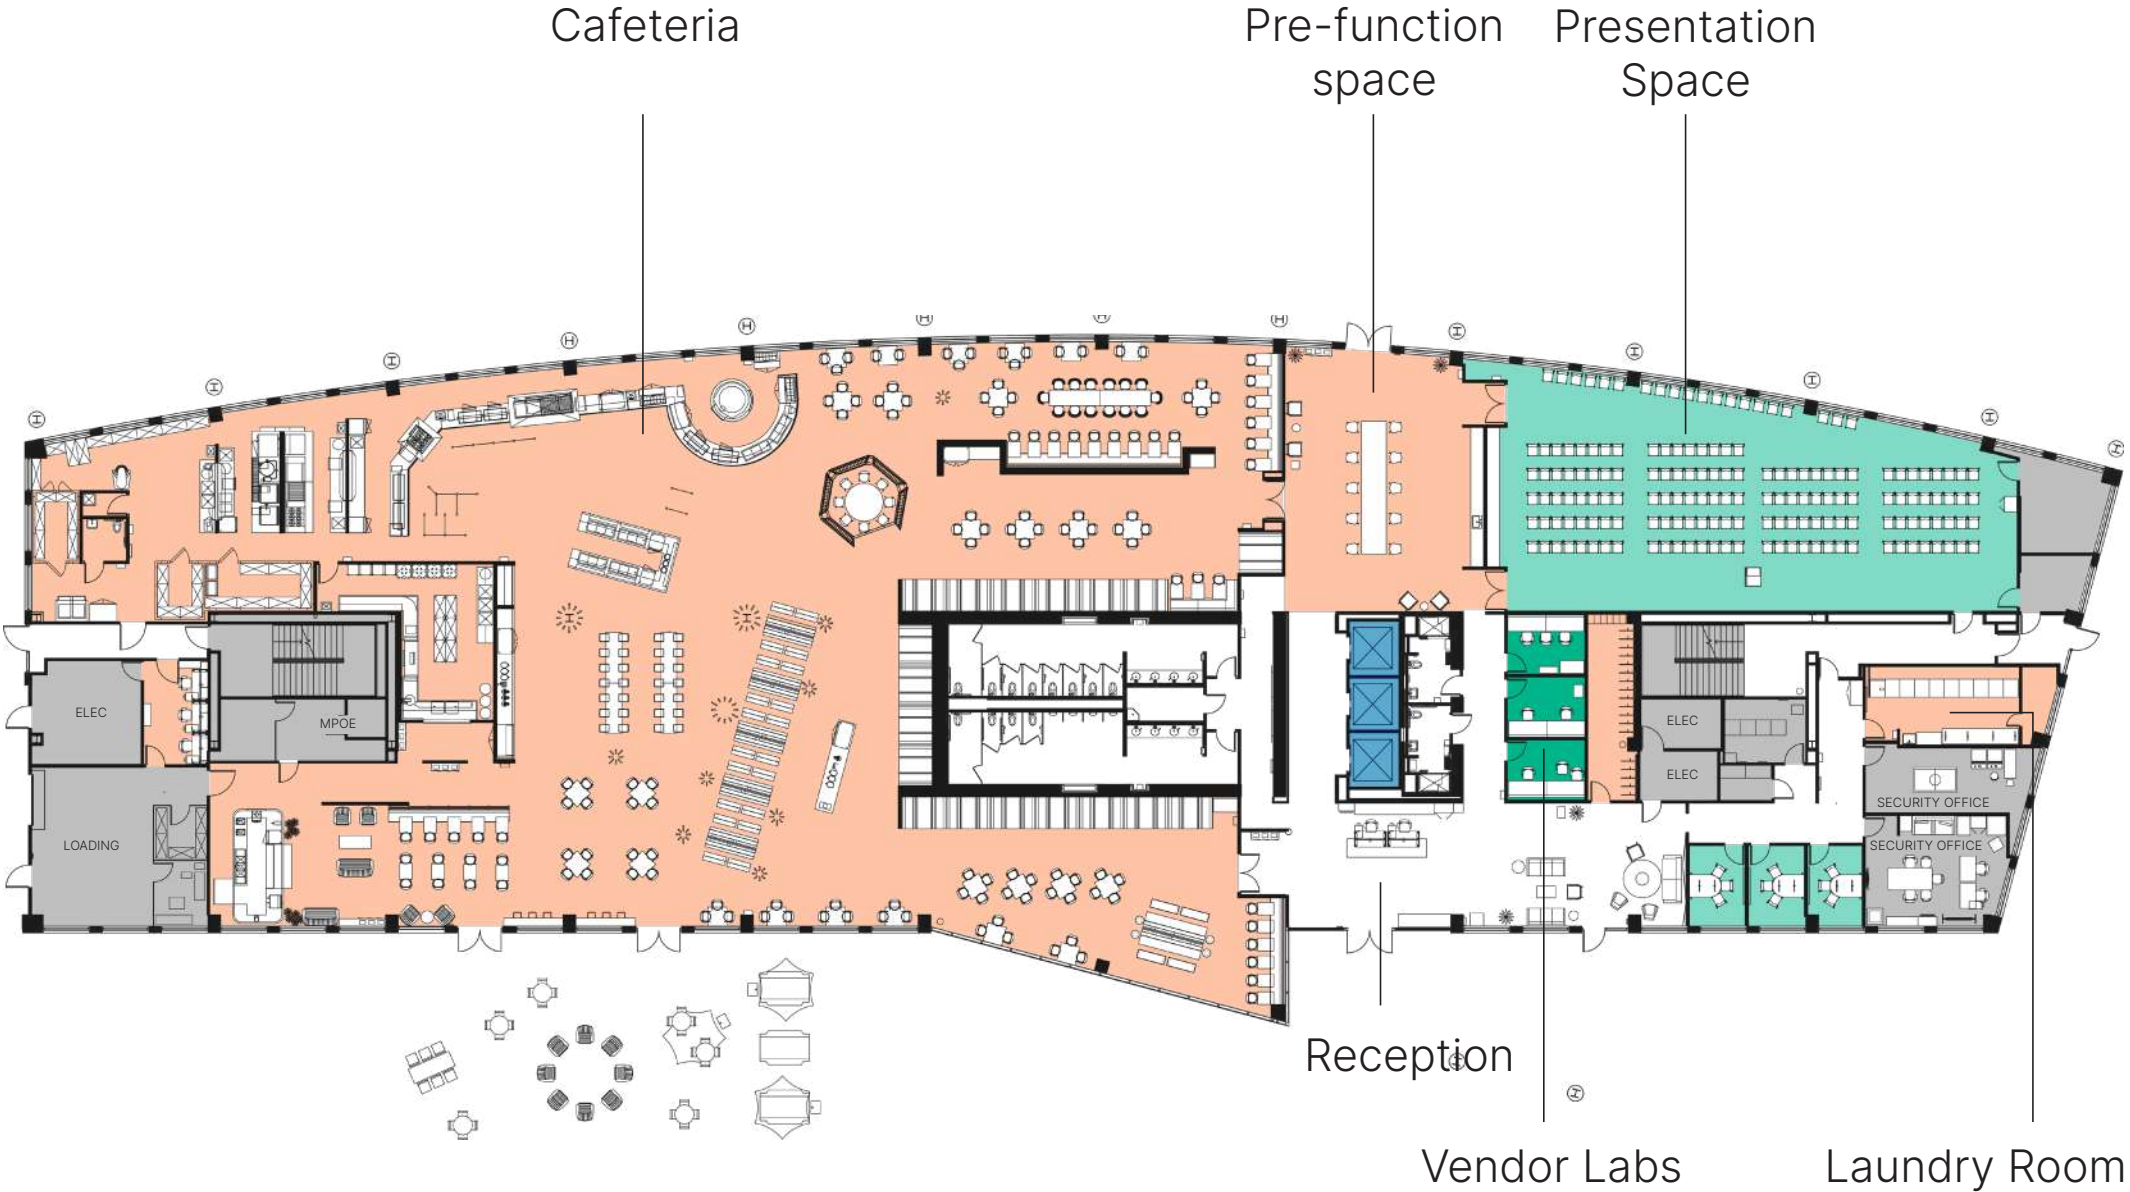 Cafeteria
Pre-function
space
Presentation
Space
H
H
H
H
H
H
H
H
H
H
H
H
H
ELEC
MPOE
LOADING
ELEC
ELEC
SECURITY OFFICE
SECURITY OFFICE
Reception
H
H
Vendor Labs
Laundry Room